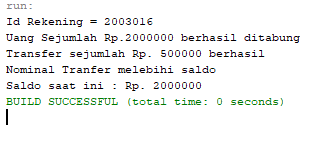 run:
Id Rekening = 2003016
Uang Sejumlah Rp.2000000 berhasil ditabung
Transfer sejumlah Rp. 500000 berhasil
Nominal Tranfer melebihi saldo
Saldo saat ini : Rp. 2000000
BUILD SUCCESSFUL (total time: 0 seconds)